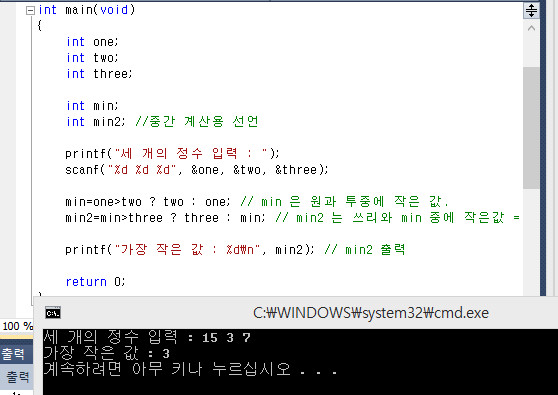 int main(void)
{
int one;
int two;
int three;
int min;
int min2; //중간 계산용 선언
printf("세 개의 정수 입력 : ");
scanf("%d %d %d", &one, &two, &three);
min=one>two ? two : one; // min 은 원과 투중에 작은 값.
min2=min>three ? three : min; // min2 는 쓰리와 min 중에 작은값 =
printf("가장 작은 값 : %d₩n", min2); // min2 출력
return 0;
100 %
출력
출력
C:₩WINDOWS₩system32₩cmd.exe
세 개의 정수 입력 : 15 3 7
가장 작은 값 : 3
계속하려면 아무 키나 누르십시오 . . .